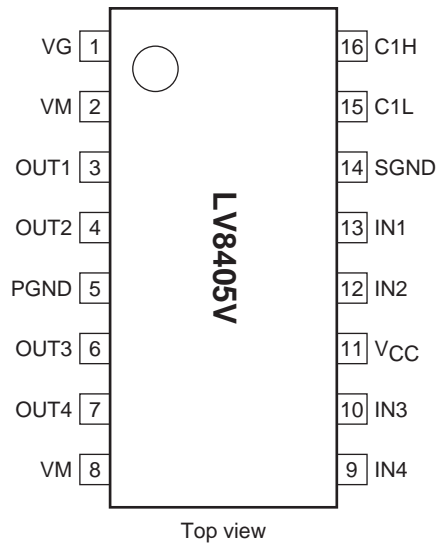 VG 1 16 C1H
VM 2 15 C1L
OUT1 3 14 SGND
OUT2 4 13 IN1
PGND 5 12 IN2
OUT3 6 11 VCC
OUT4 7 10 IN3
VM 8 9 IN4
LV8405V
Top view